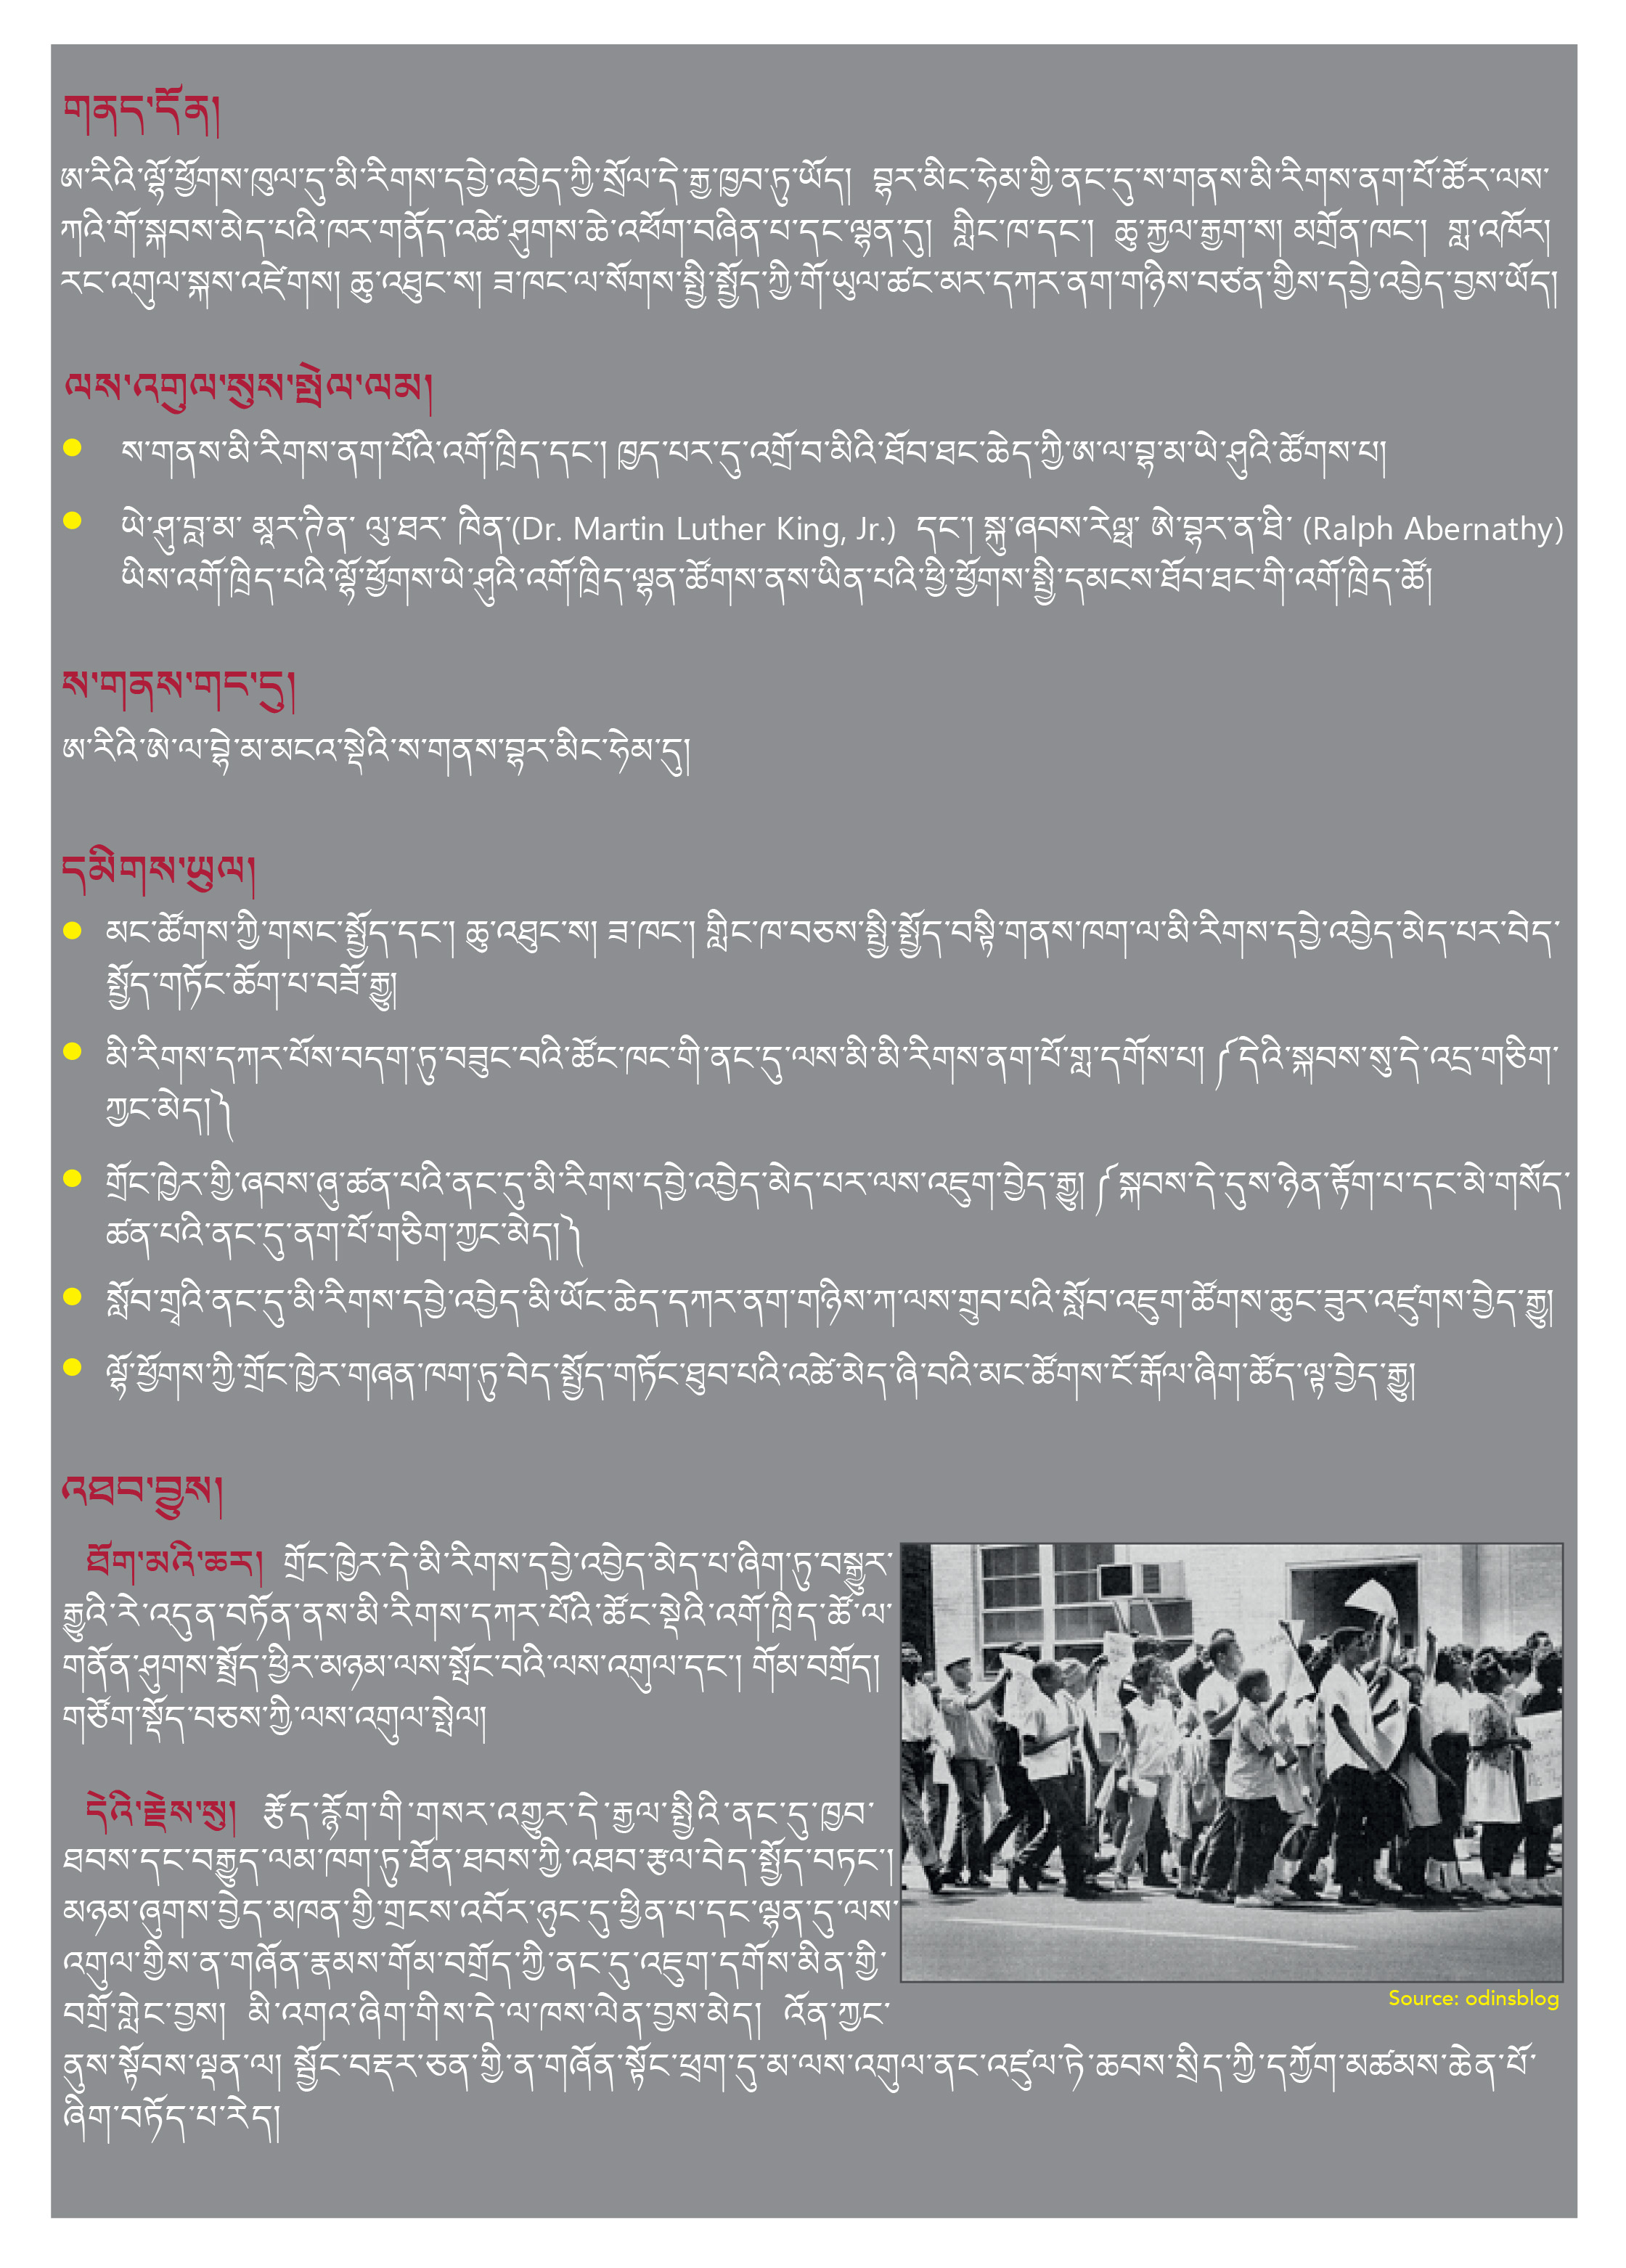 གནད་དོན།
ཨ་རིའི་ལྷོ་ཕྱོགས་ཁུལ་དུ་མི་རིགས་དབྱེ་འབྱེད་ཀྱི་སྲོལ་དེ་རྒྱ་ཁྱབ་ཏུ་ཡོད། བྷར་མིང་ཧེམ་གྱི་ནང་དུ་ས་གནས་མི་རིགས་ནག་པོ་ཚོར་ལས་
ཀའི་གོ་སྐབས་མེད་པའི་ཁར་གནོད་འཚེ་ཤུགས་ཆེ་འཕོག་བཞིན་པ་དང་ལྷན་དུ། གླིང་ཁ་དང་། ཆུ་རྐྱལ་རྒྱག་ས། མགྲོན་ཁང་། གླ་འཁོར།
རང་འགུལ་སྐས་འཛེགས། ཆུ་འཐུང་ས། ཟ་ཁང་ལ་སོགས་སྤྱི་སྤྱོད་ཀྱི་གོ་ཡུལ་ཚང་མར་དཀར་ནག་གཉིས་བཙན་གྱིས་དབྱེ་འབྱེད་བྱས་ཡོད།
ལས་འགུལ་སུས་སྤྲེལ་ལམ།
● ས་གནས་མི་རིགས་ནག་པོའི་འགོ་ཁྲིད་དང་། ཁྱད་པར་དུ་འགྲོ་བ་མིའི་ཐོབ་ཐང་ཆེད་ཀྱི་ཨ་ལ་བྷ་མ་ཡེ་ཤུའི་ཚོགས་པ།
● ཡེ་ཤུ་བླ་མ་ མཱར་ཊིན་ ལུ་ཐར་ ཁིན་(Dr. Martin Luther King, Jr.) དང་། སྐུ་ཞབས་རེལྥ་ ཨེ་བྷར་ན་ཐི་ (Ralph Abernathy)
ཡིས་འགོ་ཁྲིད་པའི་ལྷོ་ཕྱོགས་ཡེ་ཤུའི་འགོ་ཁྲིད་ལྷན་ཚོགས་ནས་ཡིན་པའི་ཕྱི་ཕྱོགས་སྤྱི་དམངས་ཐོབ་ཐང་གི་འགོ་ཁྲིད་ཚོ།
ས་གནས་གང་དུ།
ཨ་རིའི་ཨེ་ལ་བྷེ་མ་མངའ་སྡེའི་ས་གནས་བྷར་མིང་ཧེམ་དུ།
དམིགས་ཡུལ།
● མང་ཚོགས་ཀྱི་གསང་སྤྱོད་དང་། ཆུ་འཐུང་ས། ཟ་ཁང་། གླིང་ཁ་བཅས་སྤྱི་སྤྱོད་བསྟི་གནས་ཁག་ལ་མི་རིགས་དབྱེ་འབྱེད་མེད་པར་བེད་
སྤྱོད་གཏོང་ཆོག་པ་བཟོ་རྒྱུ།
● མི་རིགས་དཀར་པོས་བདག་ཏུ་བཟུང་བའི་ཚོང་ཁང་གི་ནང་དུ་ལས་མི་མི་རིགས་ནག་པོ་གླ་དགོས་པ། ༼དེའི་སྐབས་སུ་དེ་འདྲ་གཅིག་
ཀྱང་མེད།༽
● གྲོང་ཁྱེར་གྱི་ཞབས་ཞུ་ཚན་པའི་ནང་དུ་མི་རིགས་དབྱེ་འབྱེད་མེད་པར་ལས་འཇུག་བྱེད་རྒྱུ། ༼སྐབས་དེ་དུས་ཉེན་རྟོག་པ་དང་མེ་གསོད་
ཚན་པའི་ནང་དུ་ནག་པོ་གཅིག་ཀྱང་མེད།༽
● སློབ་གྲྭའི་ནང་དུ་མི་རིགས་དབྱེ་འབྱེད་མི་ཡོང་ཆེད་དཀར་ནག་གཉིས་ཀ་ལས་གྲུབ་པའི་སློབ་འཇུག་ཚོགས་ཆུང་ཟུར་འཛུགས་བྱེད་རྒྱུ།
● ལྷོ་ཕྱོགས་ཀྱི་གྲོང་ཁྱེར་གཞན་ཁག་ཏུ་བེད་སྤྱོད་གཏོང་ཐུབ་པའི་འཚེ་མེད་ཞི་བའི་མང་ཚོགས་ངོ་རྒོལ་ཞིག་ཚོད་ལྟ་བྱེད་རྒྱུ།
འཐབ་བྱུས།
ཐོག་མའི་ཆར། གྲོང་ཁྱེར་དེ་མི་རིགས་དབྱེ་འབྱེད་མེད་པ་ཞིག་ཏུ་བསྒྱུར་
རྒྱུའི་རེ་འདུན་བཏོན་ནས་མི་རིགས་དཀར་པོའི་ཚོང་སྡེའི་འགོ་ཁྲིད་ཚོ་ལ་
གནོན་ཤུགས་སྤྲོད་ཕྱིར་མཉམ་ལས་སྤོང་བའི་ལས་འགུལ་དང་། གོམ་བགྲོད།
གཙོག་སྡོད་བཅས་ཀྱི་ལས་འགུལ་སྤེལ།
དེའི་རྗེས་སུ། རྩོད་རྙོག་གི་གསར་འགྱུར་དེ་རྒྱལ་སྤྱིའི་ནང་དུ་ཁྱབ་
ཐབས་དང་བརྒྱུད་ལམ་ཁག་ཏུ་ཐོན་ཐབས་ཀྱི་འཐབ་རྩལ་བེད་སྤྱོད་བཏང་།
མཉམ་ཞུགས་བྱེད་མཁན་གྱི་གྲངས་འབོར་ཉུང་དུ་ཕྱིན་པ་དང་ལྷན་དུ་ལས་
འགུལ་གྱིས་ན་གཞོན་རྣམས་གོམ་བགྲོད་ཀྱི་ནང་དུ་འཇུག་དགོས་མིན་གྱི་
བགྲོ་གླེང་བྱས། མི་འགའ་ཞིག་གིས་དེ་ལ་ཁས་ལེན་བྱས་མེད། འོན་ཀྱང་
ནུས་སྟོབས་ལྡན་ལ། སྦྱོང་བརྡར་ཅན་གྱི་ན་གཞོན་སྟོང་ཕྲག་དུ་མ་ལས་འགུལ་ནང་འཛུལ་ཏེ་ཆབས་སྲིད་ཀྱི་དཀྱོག་མཚམས་ཆེན་པོ་
ཞིག་བཏོད་པ་རེད།
Source: odinsblog